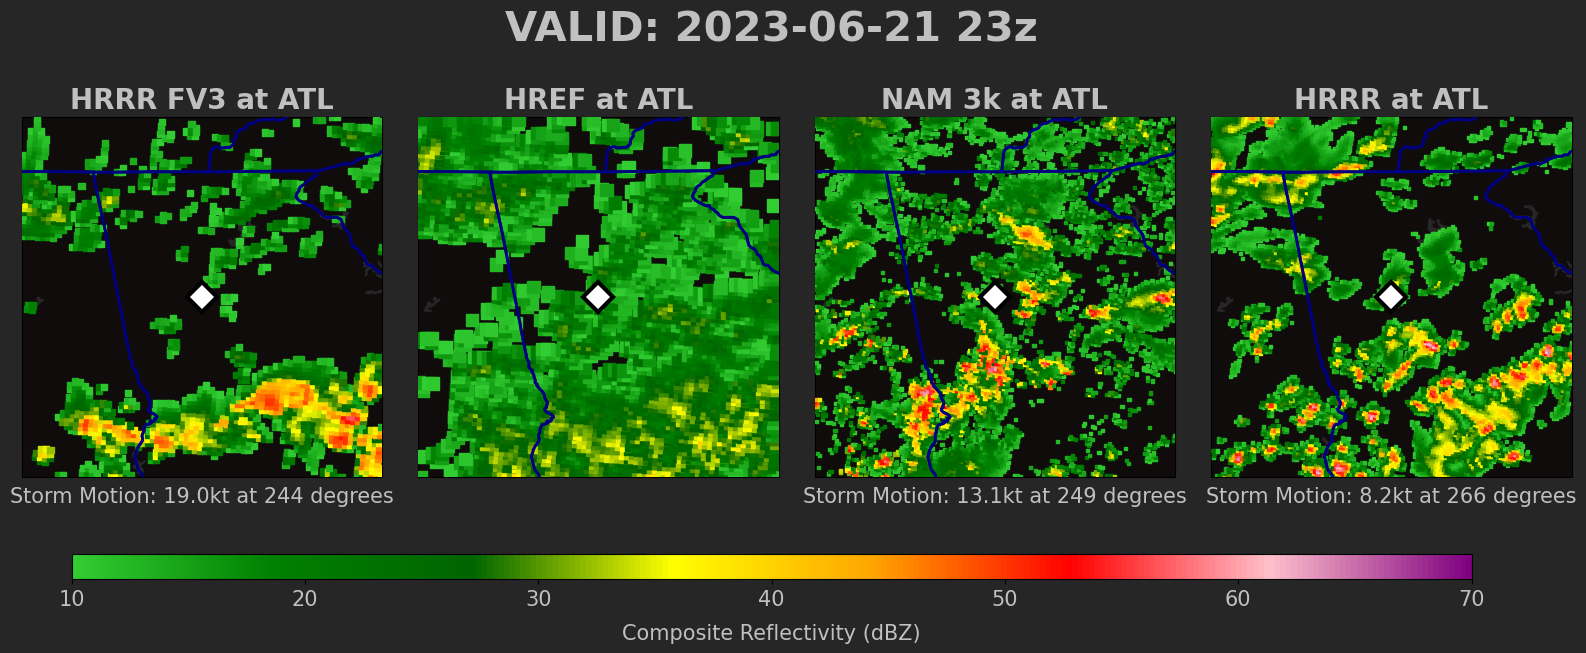 VALID: 2023-06-21 23z
HRRR FV3 at ATL
HREF at ATL
NAM 3k at ATL
HRRR at ATL
Storm Motion: 19.0kt at 244 degrees
Storm Motion: 13.1kt at 249 degrees
Storm Motion: 8.2kt at 266 degrees
10 20 30 40 50 60 70
Composite Reflectivity (dBZ)